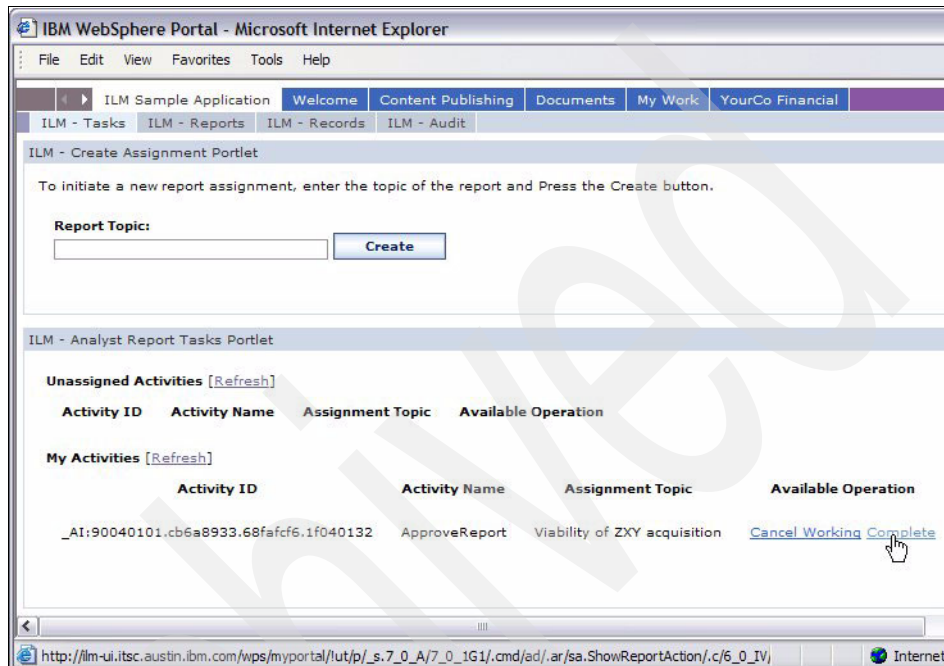 IBM WebSphere Portal - Microsoft Internet Explorer
File Edit View Favorites Tools Help
ILM Sample Application Welcome Content Publishing Documents My Work YourCo Financial
ILM - Tasks ILM - Reports ILM - Records ILM - Audit
ILM - Create Assignment Portlet
To initiate a new report assignment, enter the topic of the report and Press the Create button.
Report Topic:
Create
ILM - Analyst Report Tasks Portlet
Unassigned Activities [Refresh]
Activity ID Activity Name Assignment Topic Available Operation
My Activities [Refresh]
Activity ID Activity Name Assignment Topic Available Operation
_AI:90040101.cb6a8933.68fafcf6.1f040132 ApproveReport Viability of ZXY acquisition Cancel Working Complete
http://ilm-ui.itsc.austin.ibm.com/wps/myportal/!ut/p/_s.7_0_A/7_0_1G1/.cmd/ad/.ar/sa.ShowReportAction/.c/6_0_IV/ Internet
hived